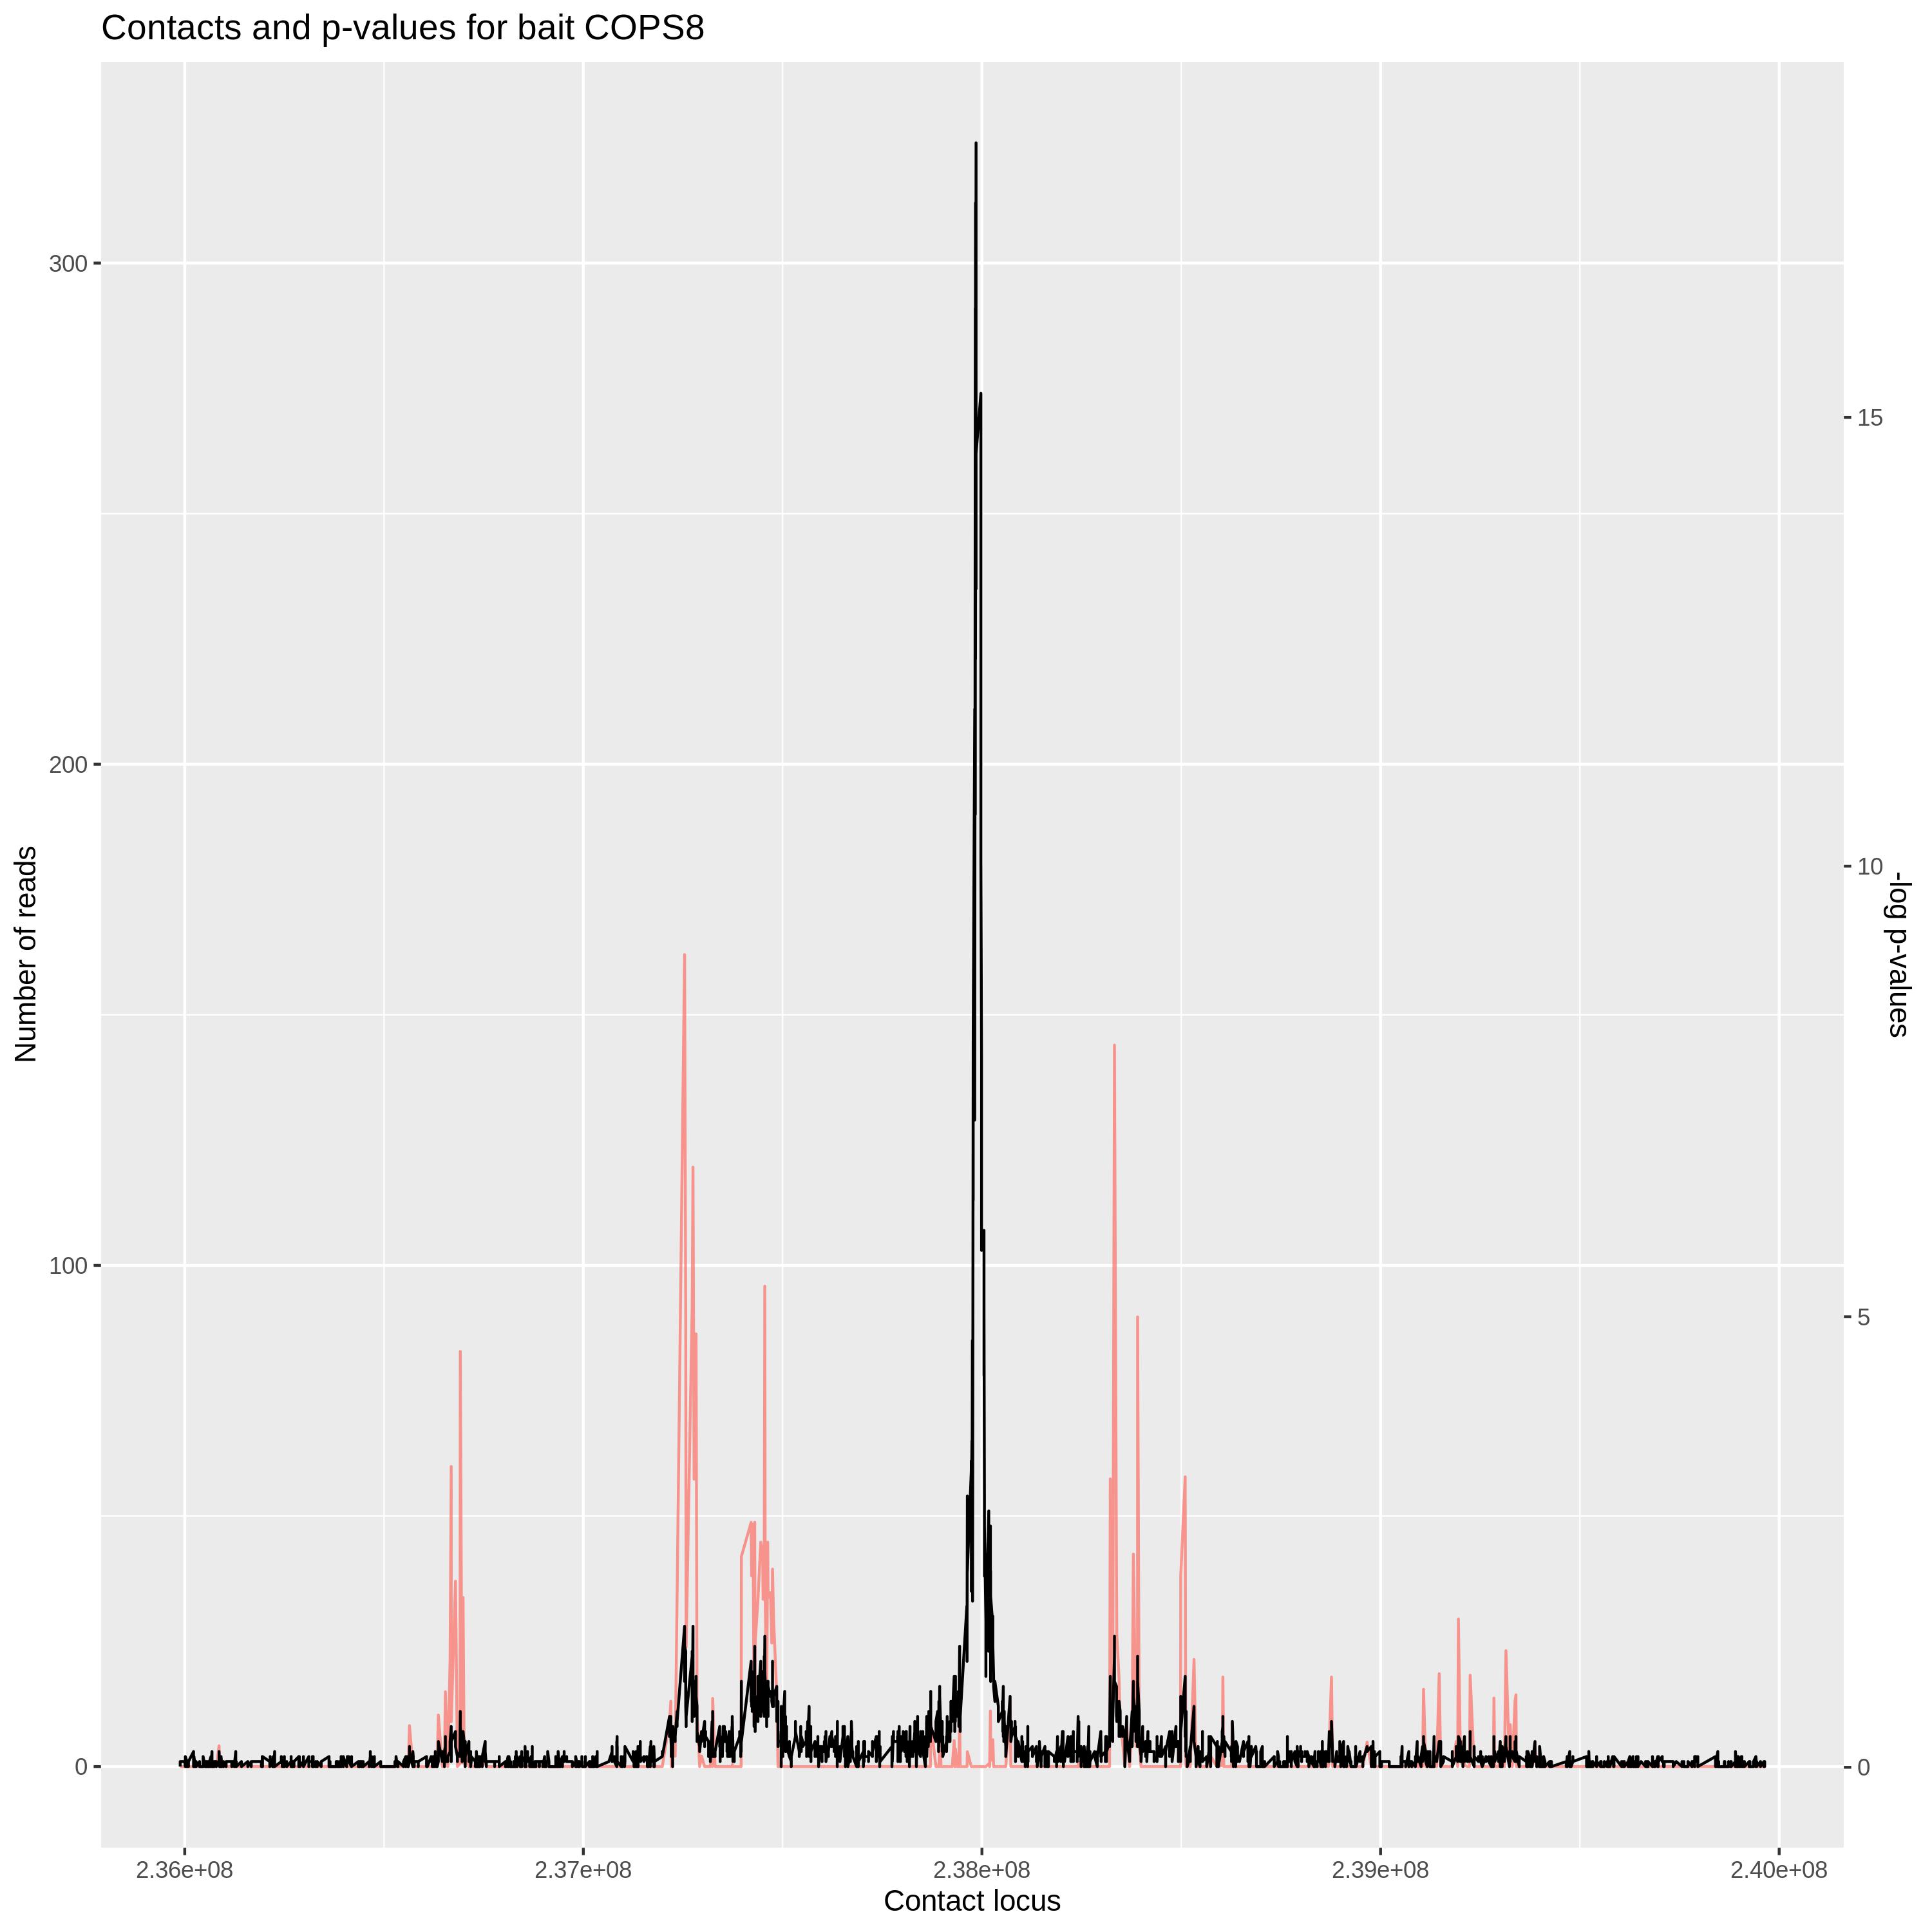 Contacts and p-values for bait COPS8
300
200
100
0
Number of reads
15
10
5
0
-log p-values
2.36e+08 2.37e+08 2.38e+08 2.39e+08 2.40e+08
Contact locus